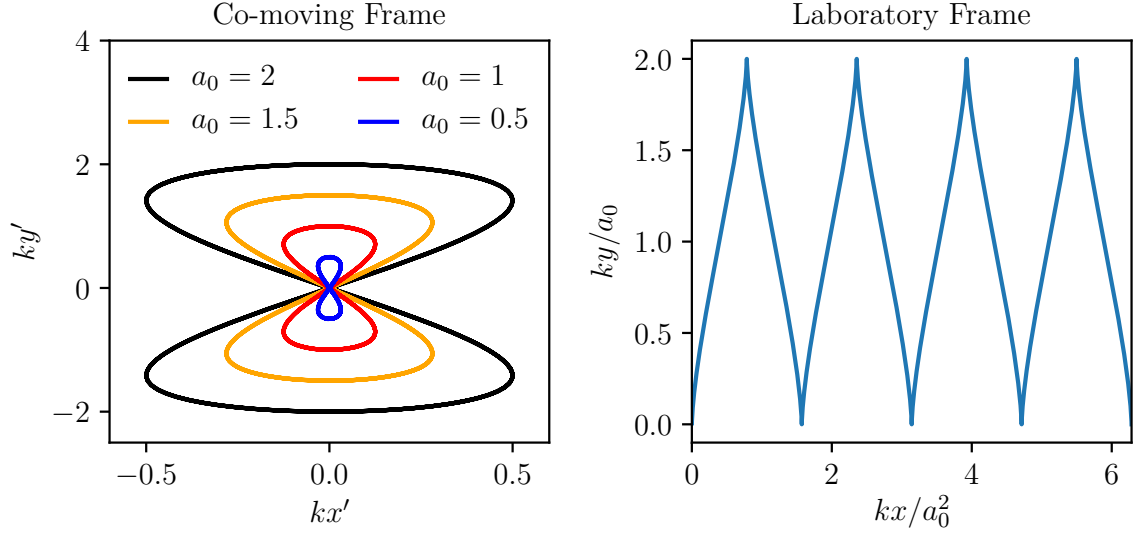 Co-moving Frame
4
2
0
−2
ky′
a₀ = 2
a₀ = 1.5
a₀ = 1
a₀ = 0.5
−0.5
0.0
0.5
kx′
Laboratory Frame
2.0
1.5
1.0
0.5
0.0
ky/a₀
0
2
4
6
kx/a₀²